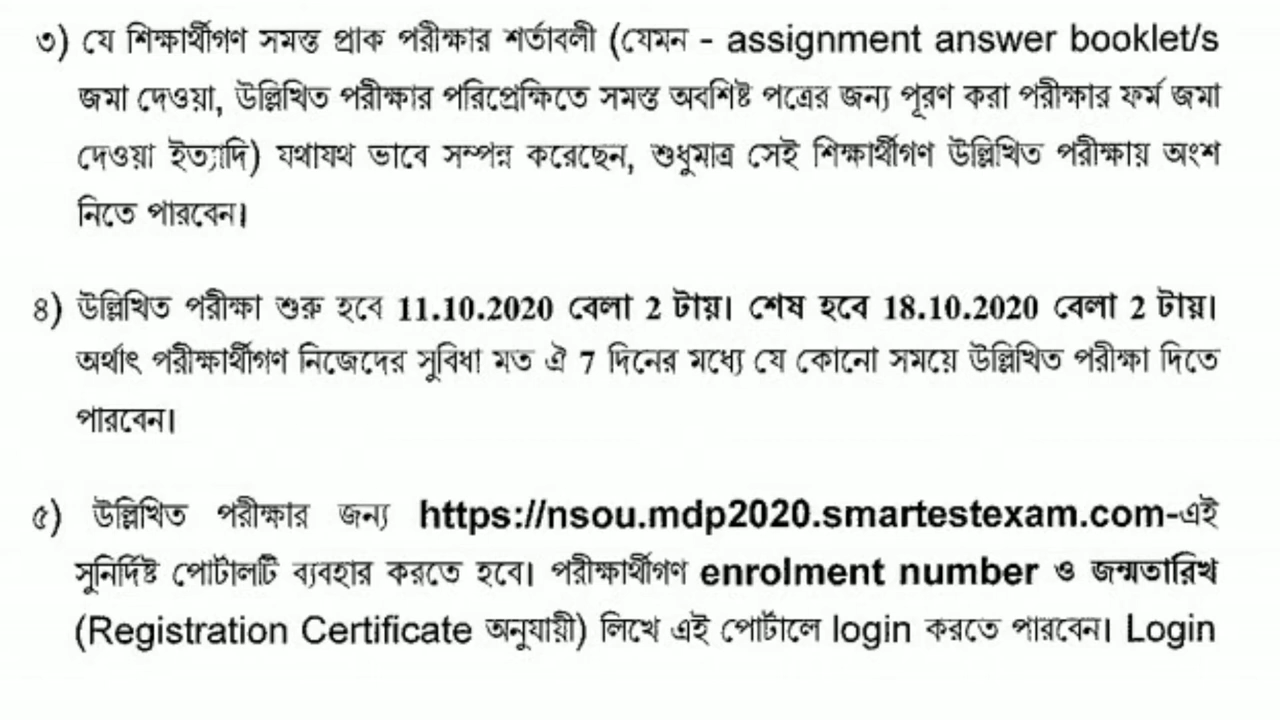 ৩) যে শিক্ষার্থীগণ সমস্ত প্রাক পরীক্ষার শর্তাবলী (যেমন - assignment answer booklet/s
জমা দেওয়া, উল্লিখিত পরীক্ষার পরিপ্রেক্ষিতে সমস্ত অবশিষ্ট পত্রের জন্য পূরণ করা পরীক্ষার ফর্ম জমা
দেওয়া ইত্যাদি) যথাযথ ভাবে সম্পন্ন করেছেন, শুধুমাত্র সেই শিক্ষার্থীগণ উল্লিখিত পরীক্ষায় অংশ
নিতে পারবেন।
৪) উল্লিখিত পরীক্ষা শুরু হবে 11.10.2020 বেলা 2 টায়। শেষ হবে 18.10.2020 বেলা 2 টায়।
অর্থাৎ পরীক্ষার্থীগণ নিজেদের সুবিধা মত ঐ 7 দিনের মধ্যে যে কোনো সময়ে উল্লিখিত পরীক্ষা দিতে
পারবেন।
৫) উল্লিখিত পরীক্ষার জন্য https://nsou.mdp2020.smartestexam.com-এই
সুনির্দিষ্ট পোর্টালটি ব্যবহার করতে হবে। পরীক্ষার্থীগণ enrolment number ও জন্মতারিখ
(Registration Certificate অনুযায়ী) লিখে এই পোর্টালে login করতে পারবেন। Login